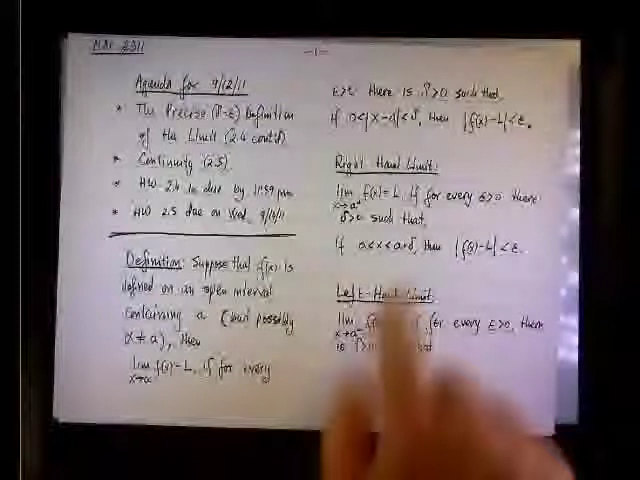 MAC 2311
-1-
Agenda for 9/12/11
* The Precise (δ-ε) Definition
of the Limit (2.4 cont'd)
* Continuity (2.5)
* HW 2.4 is due by 11:59 pm
* HW 2.5 due on Wed, 9/14/11
Definition: Suppose that f(x) is
defined on an open interval
containing a (but possibly
x ≠ a), then
lim f(x) = L, if for every
x→a
ε>0 there is δ>0 such that
if 0<|x-a|<δ, then |f(x)-L|<ε.
Right Hand Limit:
lim f(x) = L, if for every ε>0 there
x→a+
δ>0 such that,
if a<x<a+δ, then |f(x)-L|<ε.
Left-Hand Limit:
lim for every ε>0, there
x→a-
is δ>0